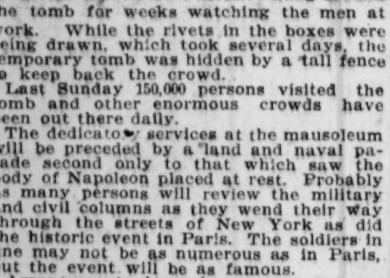 he tomb for weeks watching the men at
ork. While the rivets in the boxes were
eing drawn, which took several days, the
emporary tomb was hidden by a tall fence
o keep back the crowd.
Last Sunday 150,000 persons visited the
omb and other enormous crowds have
een out there daily.
The dedicatory services at the mausoleum
ill be preceded by a land and naval pa-
ade second only to that which saw the
ody of Napoleon placed at rest. Probably
s many persons will review the military
nd civil columns as they wend their way
hrough the streets of New York as did
he historic event in Paris. The soldiers in
ine may not be as numerous as in Paris,
ut the event will be as famous.